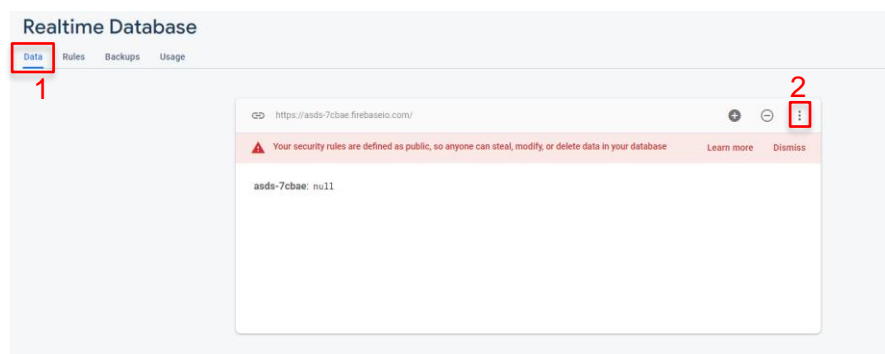 Realtime Database
Data Rules Backups Usage
1
2
https://asds-7cbae.firebaseio.com/
Your security rules are defined as public, so anyone can steal, modify, or delete data in your database Learn more Dismiss
asds-7cbae: null